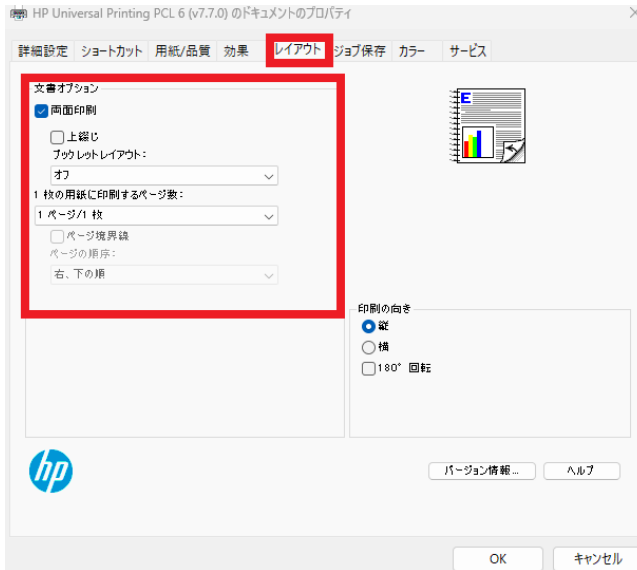 HP Universal Printing PCL 6 (v7.7.0) のドキュメントのプロパティ
詳細設定 ショートカット 用紙/品質 効果 レイアウト ジョブ保存 カラー サービス
文書オプション
両面印刷
上綴じ
ブックレットレイアウト:
オフ
1 枚の用紙に印刷するページ数:
1 ページ/1 枚
ページ境界線
ページの順序:
右、下の順
E
印刷の向き
縦
横
180° 回転
hp
バージョン情報...
ヘルプ
OK
キャンセル